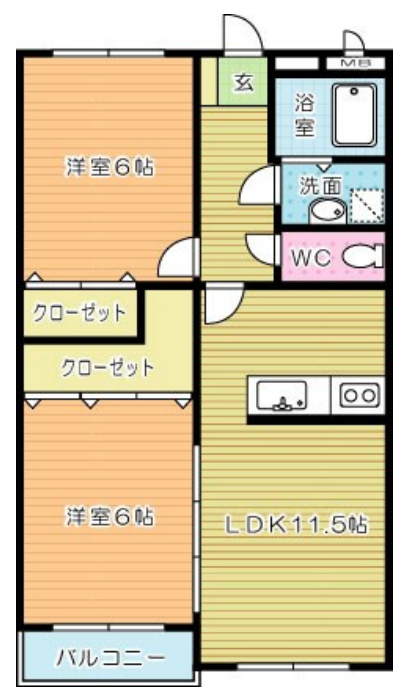 MB
玄
浴室
洋室6帖
洗面
WC
クローゼット
クローゼット
洋室6帖
LDK11.5帖
バルコニー